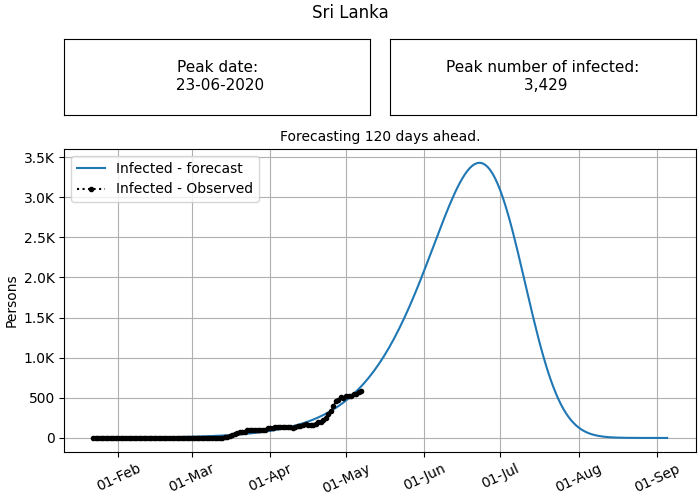 Sri Lanka
Peak date:
23-06-2020
Peak number of infected:
3,429
Forecasting 120 days ahead.
Infected - forecast
Infected - Observed
Persons
3.5K
3.0K
2.5K
2.0K
1.5K
1.0K
500
0
01-Feb
01-Mar
01-Apr
01-May
01-Jun
01-Jul
01-Aug
01-Sep